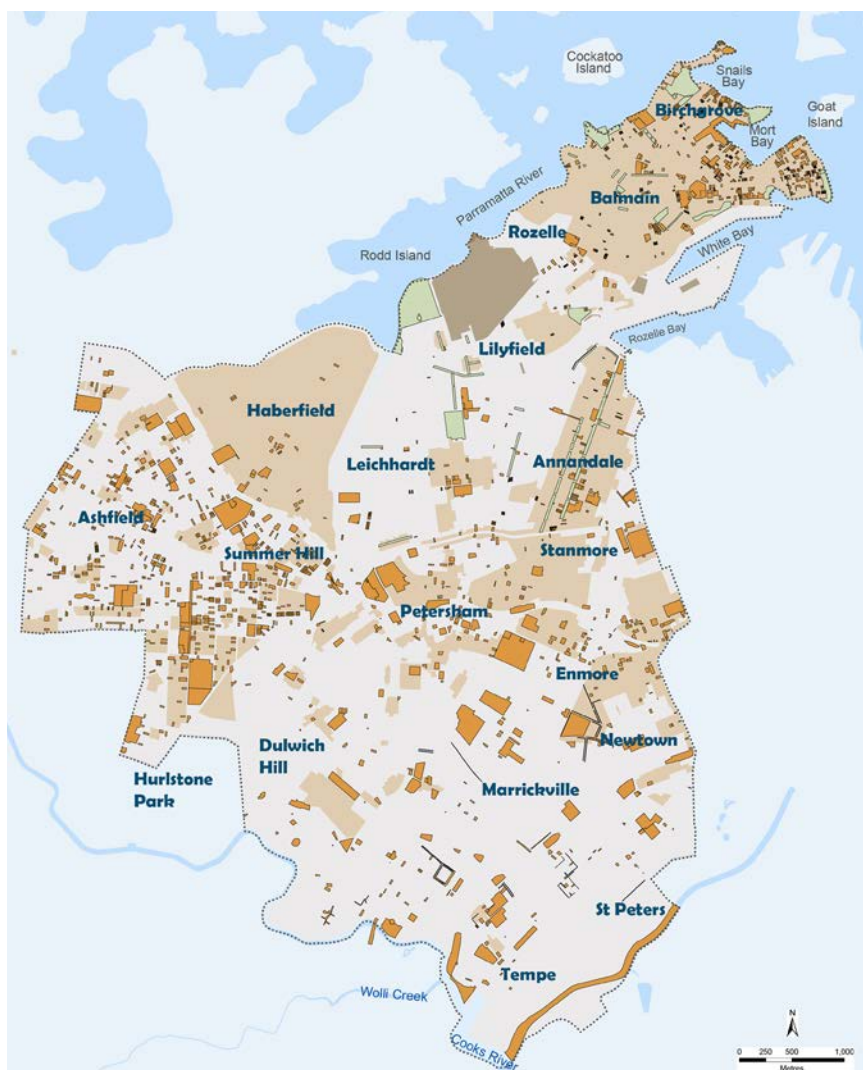 Cockatoo
Island
Snails
Bay
Goat
Island
Birchgrove
Mort
Bay
Parramatta River
Balmain
Rozelle
White Bay
Rodd Island
Rozelle Bay
Lilyfield
Haberfield
Leichhardt
Annandale
Ashfield
Summer Hill
Stanmore
Petersham
Enmore
Newtown
Dulwich
Hill
Hurlstone
Park
Marrickville
St Peters
Tempe
Wolli Creek
Cooks River
N
0 250 500 1,000
Metres